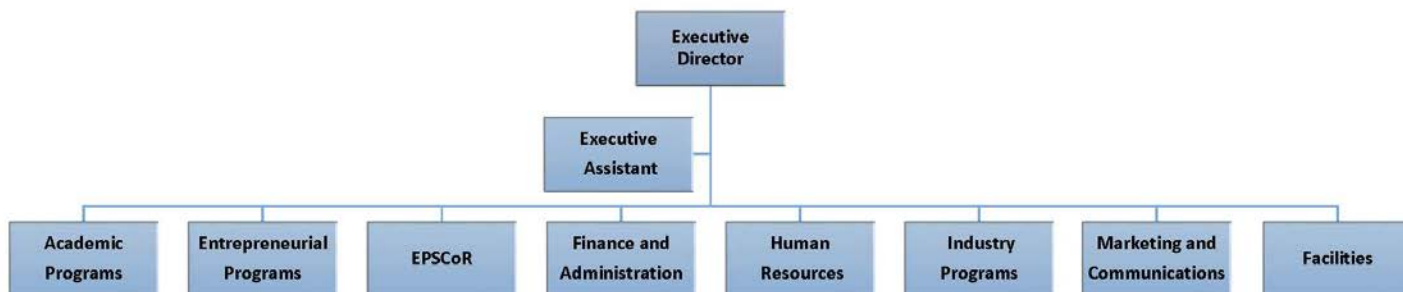 Executive
Director
Executive
Assistant
Academic
Programs
Entrepreneurial
Programs
EPSCoR
Finance and
Administration
Human
Resources
Industry
Programs
Marketing and
Communications
Facilities